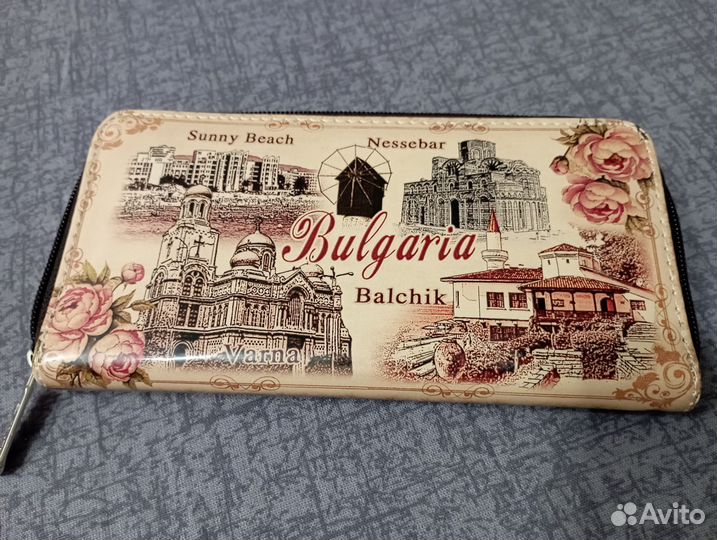 Sunny Beach
Nessebar
Bulgaria
Balchik
Varna
Avito